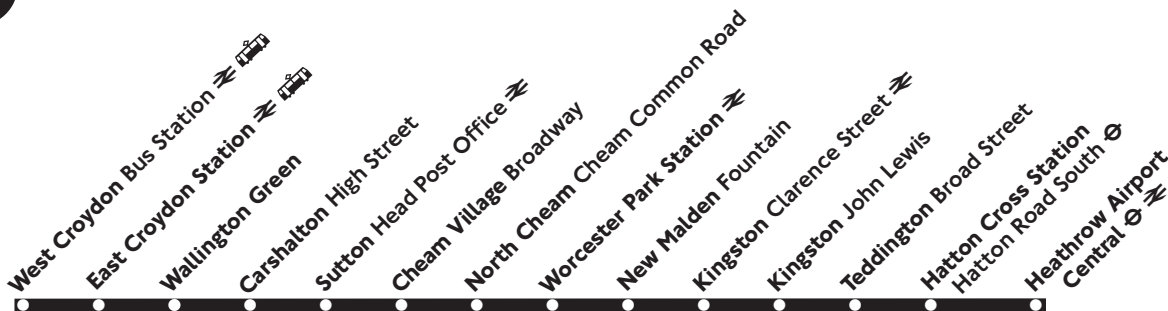 West Croydon Bus Station
East Croydon Station
Wallington Green
Carshalton High Street
Sutton Head Post Office
Cheam Village Broadway
North Cheam Cheam Common Road
Worcester Park Station
New Malden Fountain
Kingston Clarence Street
Kingston John Lewis
Teddington Broad Street
Hatton Cross Station
Hatton Road South
Heathrow Airport
Central